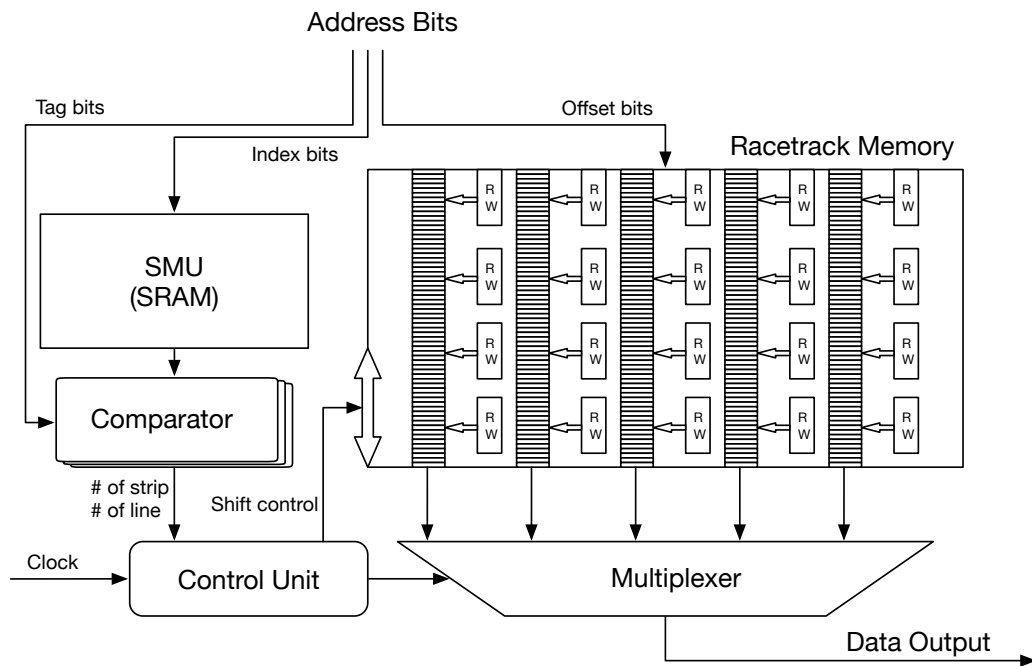 Address Bits
Tag bits
Offset bits
Index bits
Racetrack Memory
R R R R R
W W W W W
SMU
(SRAM)
R R R R R
W W W W W
R R R R R
W W W W W
Comparator
R R R R R
W W W W W
# of strip
# of line
Shift control
Clock
Control Unit
Multiplexer
Data Output